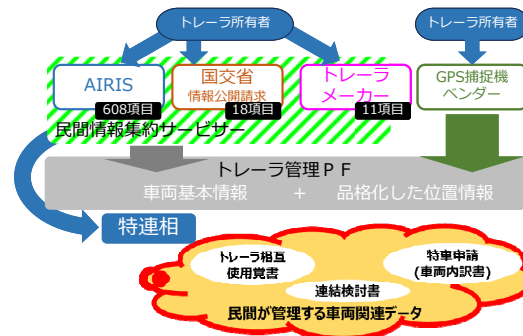 トレーラ所有者
トレーラ所有者
AIRIS
608項目
国交省
情報公開請求
18項目
トレーラ
メーカー
11項目
GPS捕捉機
ベンダー
民間情報集約サービサー
トレーラ管理ＰＦ
車両基本情報 + 品格化した位置情報
特連相
トレーラ相互
使用覚書
特車申請
(車両内訳書)
連結検討書
民間が管理する車両関連データ